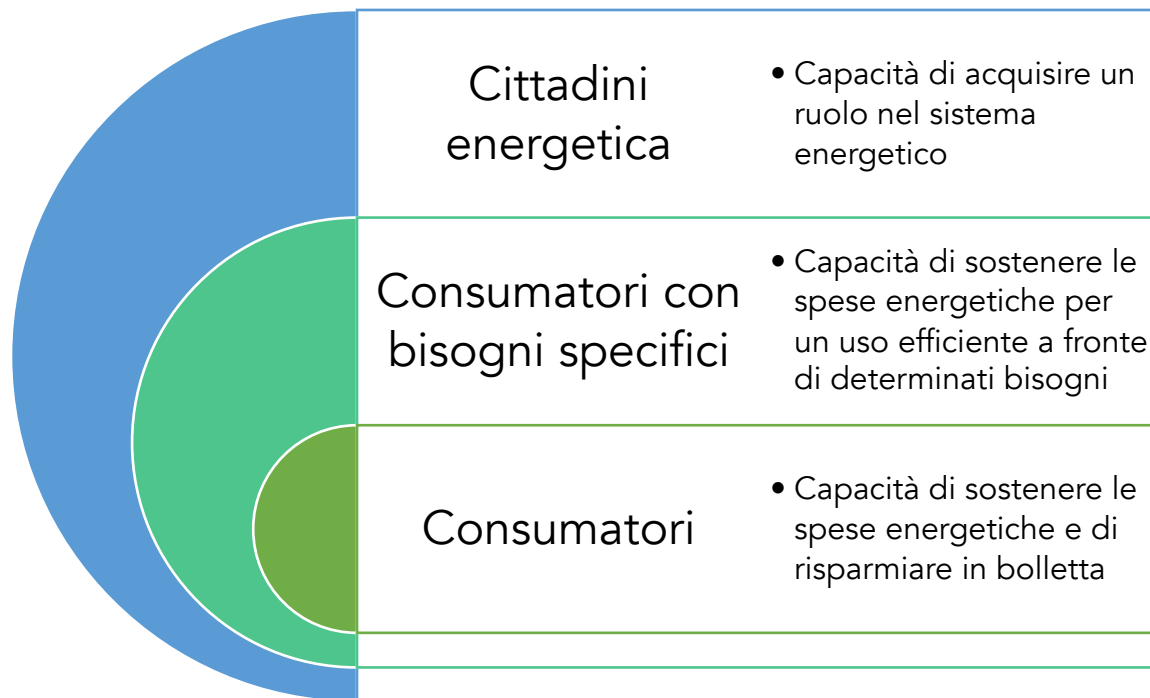 Cittadini
energetica
• Capacità di acquisire un
ruolo nel sistema
energetico
Consumatori con
bisogni specifici
• Capacità di sostenere le
spese energetiche per
un uso efficiente a fronte
di determinati bisogni
Consumatori
• Capacità di sostenere le
spese energetiche e di
risparmiare in bolletta